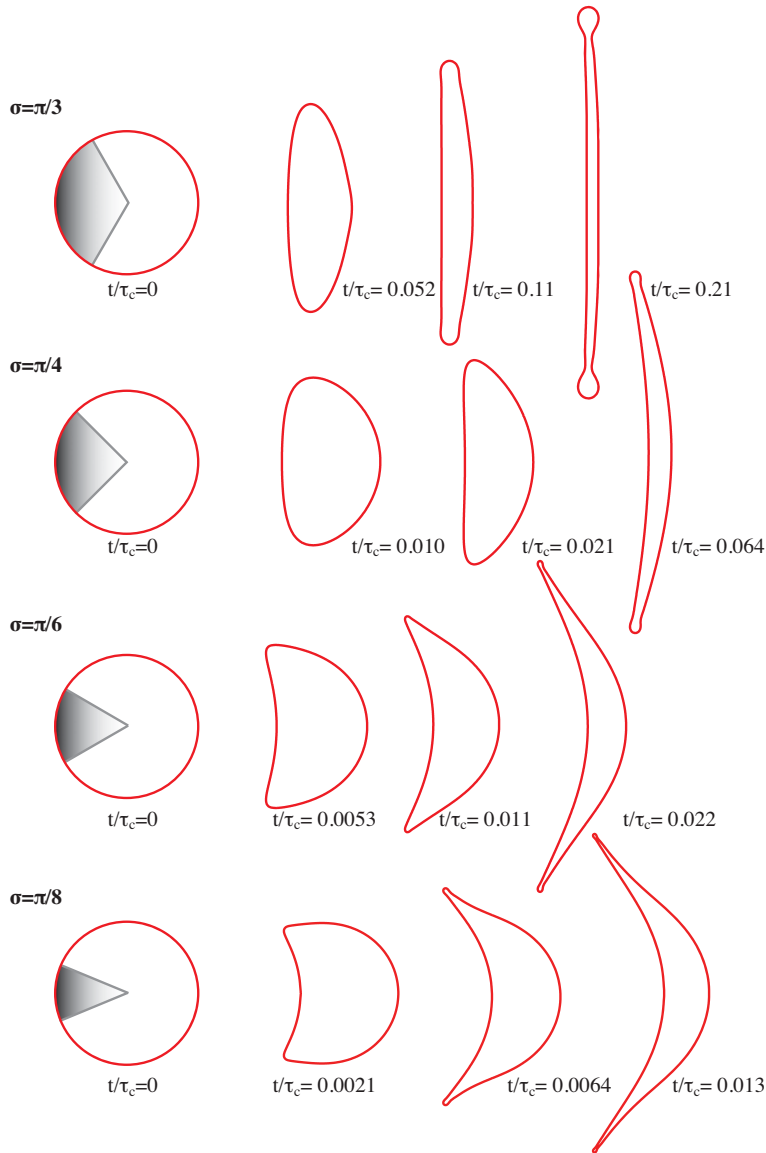 σ=π/3
t/τc=0
t/τc= 0.052
t/τc= 0.11
t/τc= 0.21
σ=π/4
t/τc=0
t/τc= 0.010
t/τc= 0.021
t/τc= 0.064
σ=π/6
t/τc=0
t/τc= 0.0053
t/τc= 0.011
t/τc= 0.022
σ=π/8
t/τc=0
t/τc= 0.0021
t/τc= 0.0064
t/τc= 0.013